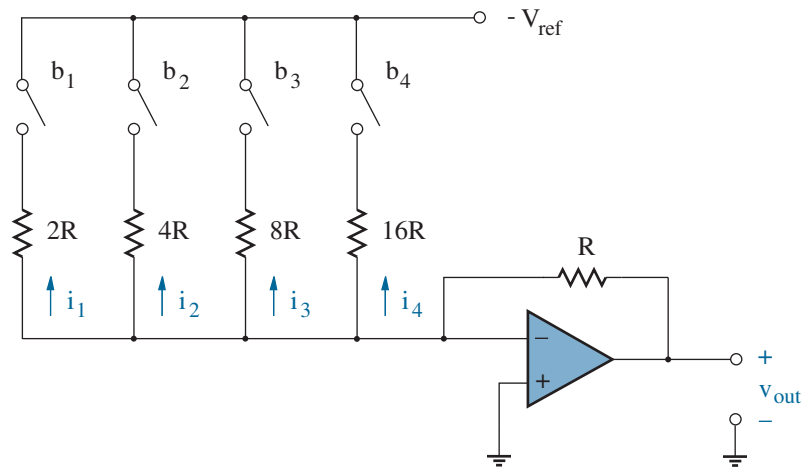 - V_ref
b_1 b_2 b_3 b_4
2R 4R 8R 16R
R
i_1 i_2 i_3 i_4
−
+
+
v_out
−